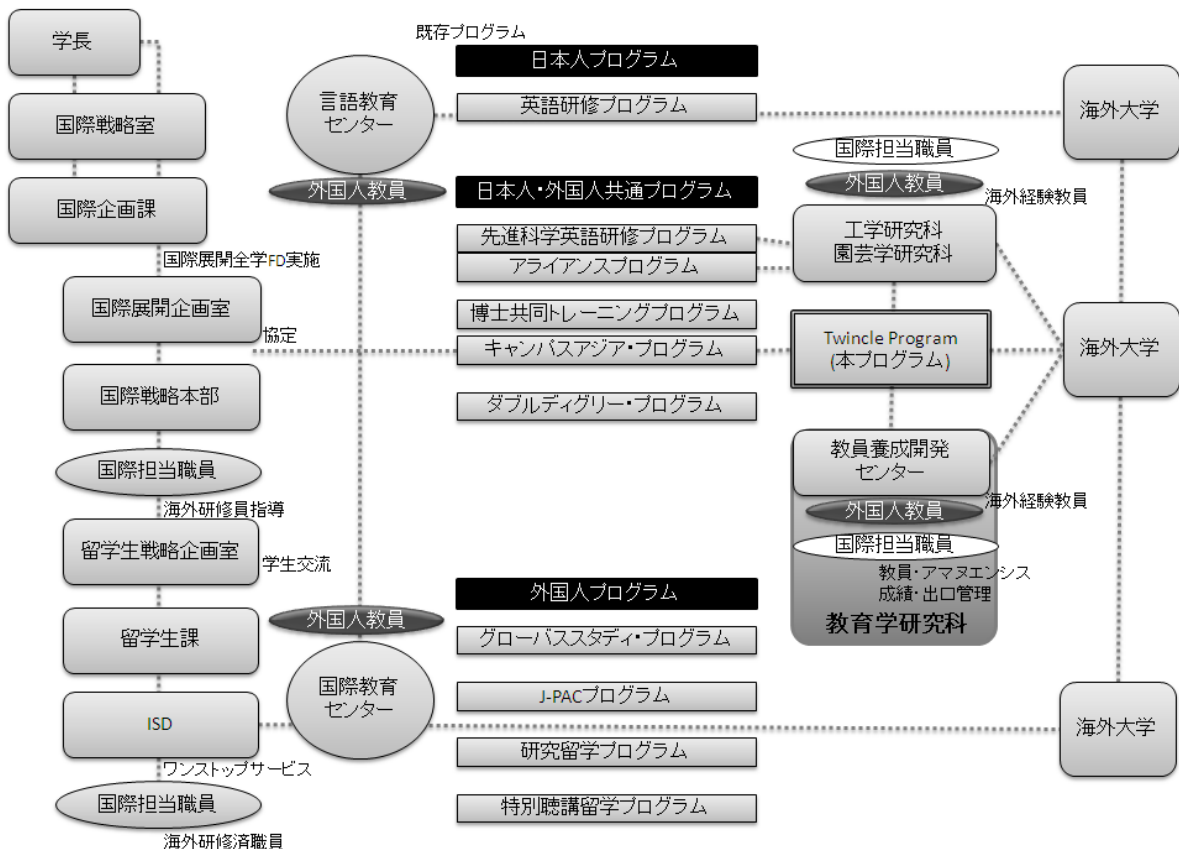 学長
国際戦略室
国際企画課
国際展開全学FD実施
国際展開企画室
協定
国際戦略本部
国際担当職員
海外研修員指導
留学生戦略企画室
学生交流
留学生課
ISD
ワンストップサービス
国際担当職員
海外研修済職員
言語教育
センター
外国人教員
外国人教員
国際教育
センター
既存プログラム
日本人プログラム
英語研修プログラム
日本人・外国人共通プログラム
先進科学英語研修プログラム
アライアンスプログラム
博士共同トレーニングプログラム
キャンパスアジア・プログラム
ダブルディグリー・プログラム
外国人プログラム
グローバススタディ・プログラム
J-PACプログラム
研究留学プログラム
特別聴講留学プログラム
国際担当職員
外国人教員
海外経験教員
工学研究科
園芸学研究科
Twincle Program
(本プログラム)
教員養成開発
センター
海外経験教員
外国人教員
国際担当職員
教員・アマヌエンシス
成績・出口管理
教育学研究科
海外大学
海外大学
海外大学